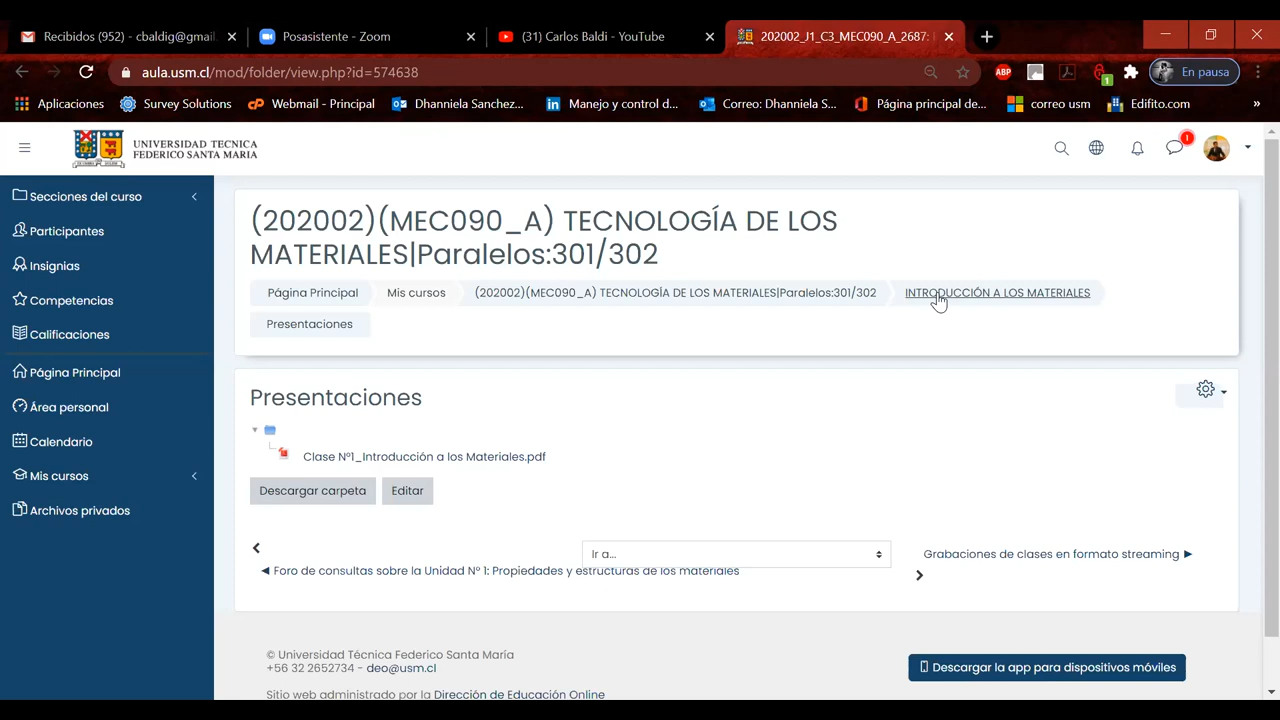 Recibidos (952) - cbaldig@gmail.
Posasistente - Zoom
(31) Carlos Baldi - YouTube
202002_J1_C3_MEC090_A_2687:
aula.usm.cl/mod/folder/view.php?id=574638
ABP
1
En pausa
Aplicaciones
Survey Solutions
Webmail - Principal
Dhanniela Sanchez...
Manejo y control d...
Correo: Dhanniela S...
Página principal de...
correo usm
Edifito.com
»
UNIVERSIDAD TECNICA
FEDERICO SANTA MARIA
1
Secciones del curso
Participantes
Insignias
Competencias
Calificaciones
Página Principal
Área personal
Calendario
Mis cursos
Archivos privados
(202002)(MEC090_A) TECNOLOGÍA DE LOS
MATERIALES|Paralelos:301/302
Página Principal
Mis cursos
(202002)(MEC090_A) TECNOLOGÍA DE LOS MATERIALES|Paralelos:301/302
INTRODUCCIÓN A LOS MATERIALES
Presentaciones
Presentaciones
Clase Nº1_Introducción a los Materiales.pdf
Descargar carpeta
Editar
Ir a...
◄ Foro de consultas sobre la Unidad Nº 1: Propiedades y estructuras de los materiales
Grabaciones de clases en formato streaming ►
© Universidad Técnica Federico Santa María
+56 32 2652734 - deo@usm.cl
Sitio web administrado por la Dirección de Educación Online
Descargar la app para dispositivos móviles